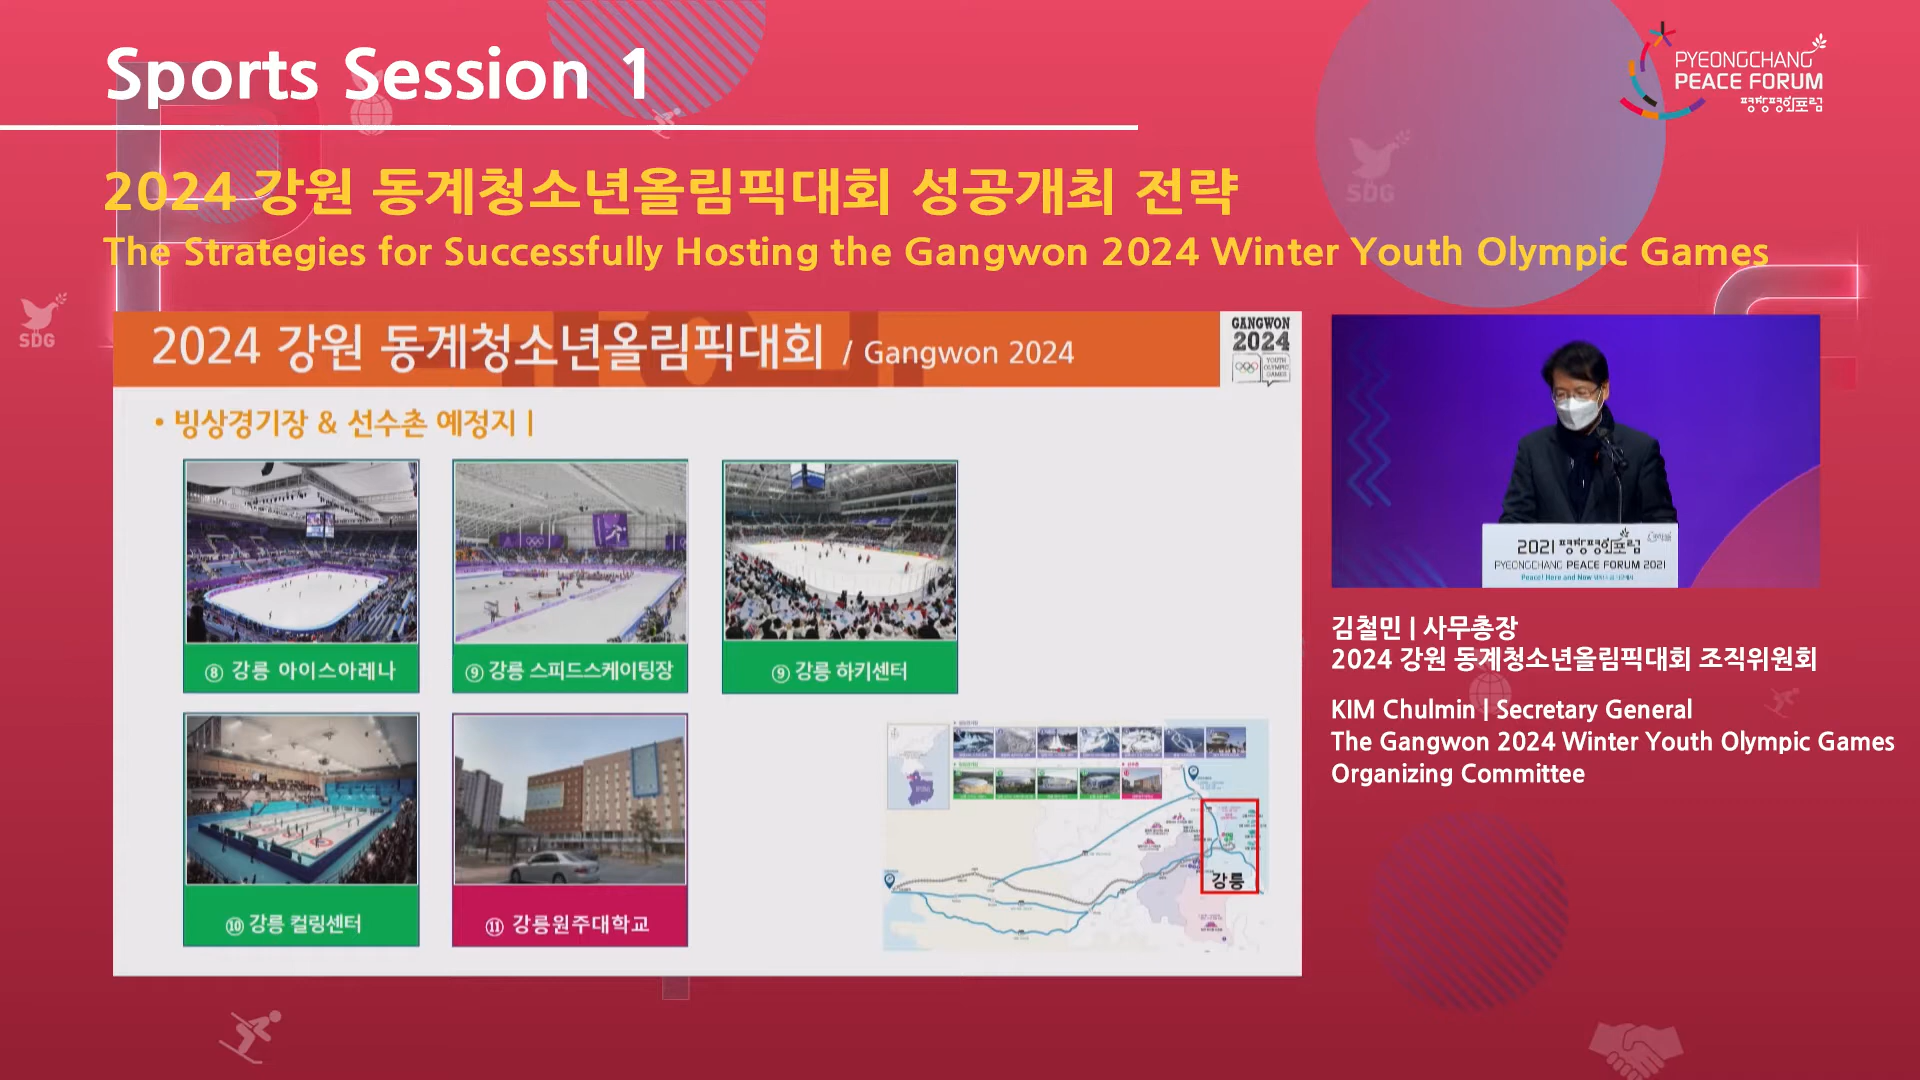 Sports Session 1
PYEONGCHANG
PEACE FORUM
평창평화포럼
2024 강원 동계청소년올림픽대회 성공개최 전략
The Strategies for Successfully Hosting the Gangwon 2024 Winter Youth Olympic Games
SDG
SDG
2024 강원 동계청소년올림픽대회 / Gangwon 2024
GANGWON
2024
YOUTH
OLYMPIC
GAMES
• 빙상경기장 & 선수촌 예정지 |
⑧ 강릉 아이스아레나
⑨ 강릉 스피드스케이팅장
⑨ 강릉 하키센터
⑩ 강릉 컬링센터
⑪ 강릉원주대학교
강릉
2021 평창평화포럼
PYEONGCHANG PEACE FORUM 2021
Peace! Here and Now
김철민 | 사무총장
2024 강원 동계청소년올림픽대회 조직위원회
KIM Chulmin | Secretary General
The Gangwon 2024 Winter Youth Olympic Games
Organizing Committee